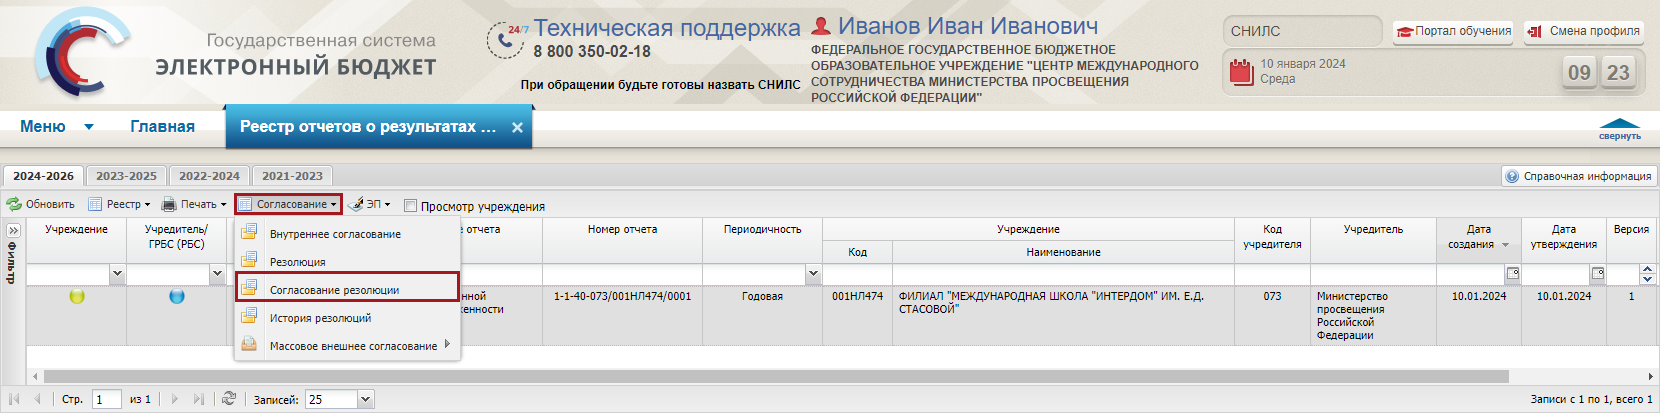 Государственная система
ЭЛЕКТРОННЫЙ БЮДЖЕТ
24/7
Техническая поддержка
8 800 350-02-18
При обращении будьте готовы назвать СНИЛС
Иванов Иван Иванович
ФЕДЕРАЛЬНОЕ ГОСУДАРСТВЕННОЕ БЮДЖЕТНОЕ
ОБРАЗОВАТЕЛЬНОЕ УЧРЕЖДЕНИЕ "ЦЕНТР МЕЖДУНАРОДНОГО
СОТРУДНИЧЕСТВА МИНИСТЕРСТВА ПРОСВЕЩЕНИЯ
РОССИЙСКОЙ ФЕДЕРАЦИИ"
СНИЛС
Портал обучения
Смена профиля
10 января 2024
Среда
09 23
Меню
Главная
Реестр отчетов о результатах ...
свернуть
2024-2026
2023-2025
2022-2024
2021-2023
Справочная информация
Обновить
Реестр
Печать
Согласование
ЭП
Просмотр учреждения
Внутреннее согласование
Резолюция
Согласование резолюции
История резолюций
Массовое внешнее согласование
Фильтр
Учреждение
Учредитель/
ГРБС (РБС)
е отчета
Номер отчета
Периодичность
Учреждение
Код
Наименование
Код
учредителя
Учредитель
Дата
создания
Дата
утверждения
Версия
нной
женности
1-1-40-073/001НЛ474/0001
Годовая
001НЛ474
ФИЛИАЛ "МЕЖДУНАРОДНАЯ ШКОЛА "ИНТЕРДОМ" ИМ. Е.Д.
СТАСОВОЙ"
073
Министерство
просвещения
Российской
Федерации
10.01.2024
10.01.2024
1
Стр. 1 из 1
Записей: 25
Записи с 1 по 1, всего 1